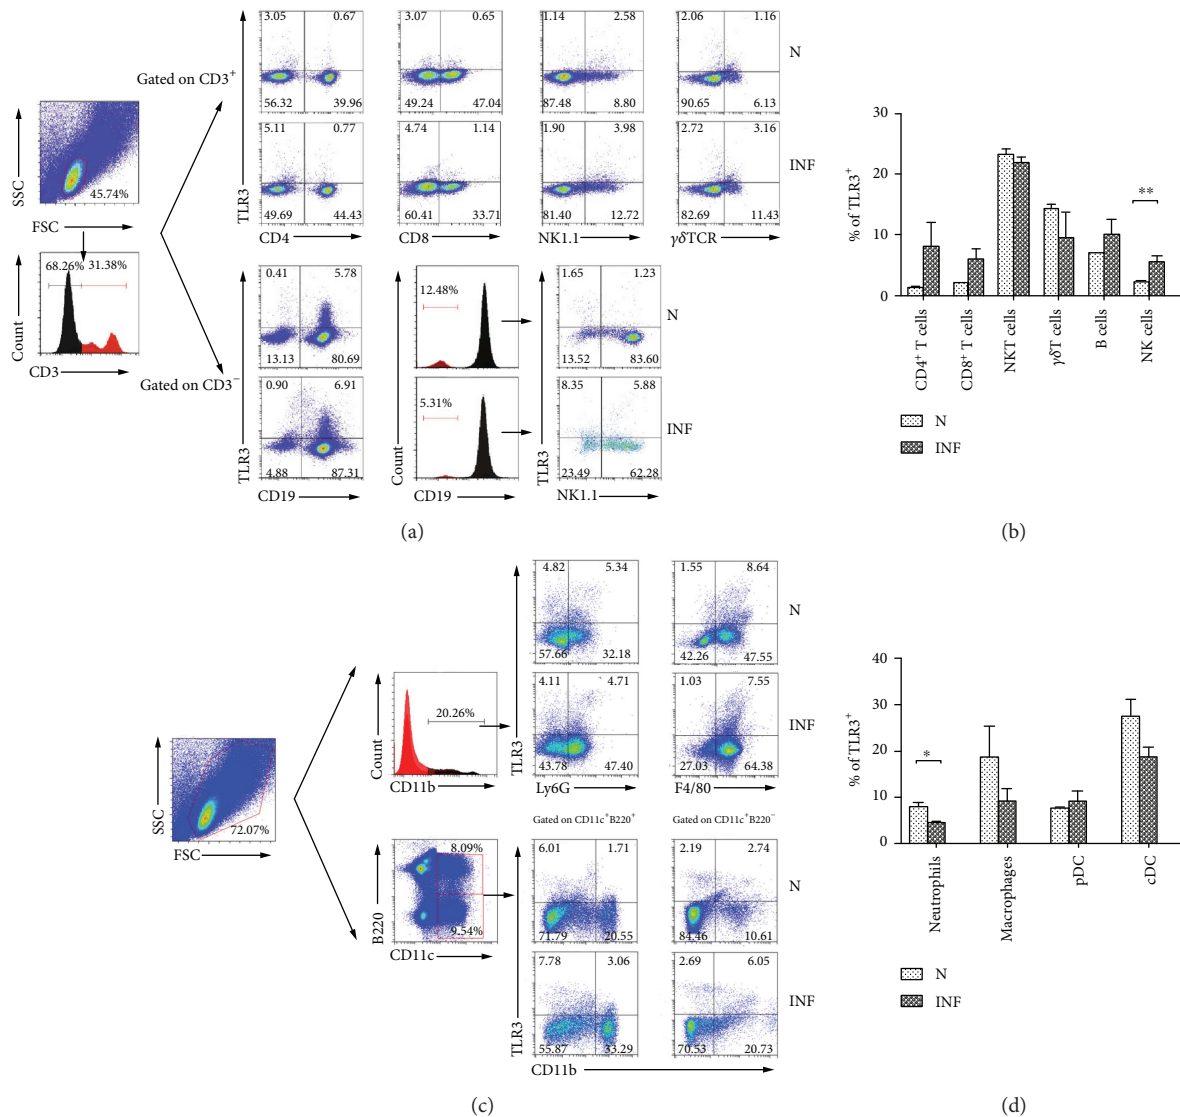 3.05 0.67 3.07 0.65 1.14 2.58 2.06 1.16
N
Gated on CD3+
56.32 39.96 49.24 47.04 87.48 8.80 90.65 6.13
5.11 0.77 4.74 1.14 1.90 3.98 2.72 3.16
INF
TLR3
49.69 44.43 60.41 33.71 81.40 12.72 82.69 11.43
CD4 CD8 NK1.1 γδTCR
SSC
45.74%
FSC
68.26% 31.38%
Count
CD3
Gated on CD3−
0.41 5.78 12.48% 1.65 1.23
N
13.13 80.69 13.52 83.60
0.90 6.91 5.31% 8.35 5.88
INF
TLR3 Count TLR3
4.88 87.31 23.49 62.28
CD19 CD19 NK1.1
(a)
% of TLR3+
30
20
10
0
**
CD4+ T cells
CD8+ T cells
NKT cells
γδT cells
B cells
NK cells
N
INF
(b)
4.82 5.34 1.55 8.64
N
57.66 32.18 42.26 47.55
4.11 4.71 1.03 7.55
INF
20.26%
Count
CD11b
TLR3
43.78 47.40 27.03 64.38
Ly6G F4/80
SSC
72.07%
FSC
8.09%
9.54%
B220
CD11c
Gated on CD11c+B220+ Gated on CD11c+B220−
6.01 1.71 2.19 2.74
N
71.79 20.55 84.46 10.61
7.78 3.06 2.69 6.05
INF
TLR3
55.87 33.29 70.53 20.73
CD11b
(c)
% of TLR3+
40
30
20
10
0
*
Neutrophils
Macrophages
pDC
cDC
N
INF
(d)